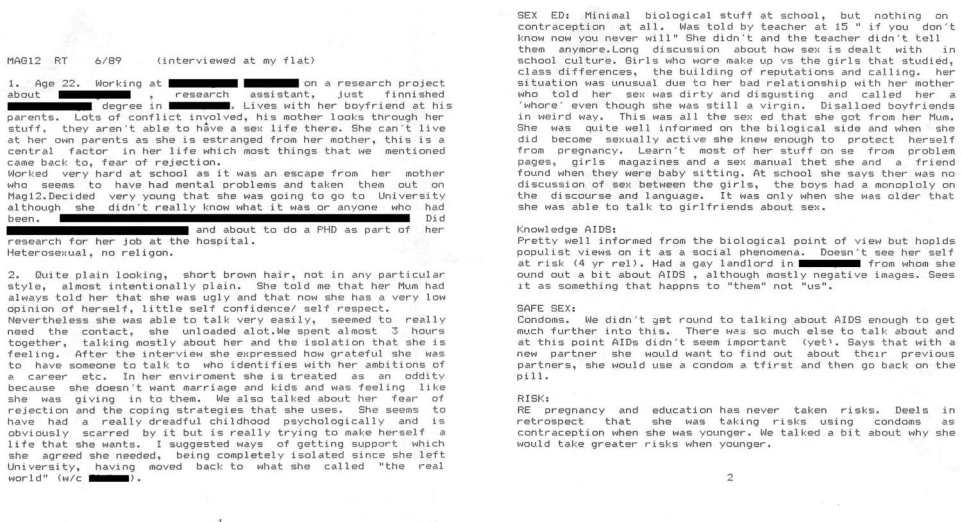 MAG12 RT 6/89 (interviewed at my flat)
1. Age 22. Working at on a research project
about , research assistant, just finnished
degree in . Lives with her boyfriend at his
parents. Lots of conflict involved, his mother looks through her
stuff, they aren't able to have a sex life there. She can't live
at her own parents as she is estranged from her mother, this is a
central factor in her life which most things that we mentioned
came back to, fear of rejection.
Worked very hard at school as it was an escape from her mother
who seems to have had mental problems and taken them out on
Mag12.Decided very young that she was going to go to University
although she didn't really know what it was or anyone who had
been. Did
and about to do a PHD as part of her
research for her job at the hospital.
Heterosexual, no religon.
2. Quite plain looking, short brown hair, not in any particular
style, almost intentionally plain. She told me that her Mum had
always told her that she was ugly and that now she has a very low
opinion of herself, little self confidence/ self respect.
Nevertheless she was able to talk very easily, seemed to really
need the contact, she unloaded alot.We spent almost 3 hours
together, talking mostly about her and the isolation that she is
feeling. After the interview she expressed how grateful she was
to have someone to talk to who identifies with her ambitions of
a career etc. In her enviroment she is treated as an oddity
because she doesn't want marriage and kids and was feeling like
she was giving in to them. We also talked about her fear of
rejection and the coping strategies that she uses. She seems to
have had a really dreadful childhood psychologically and is
obviously scarred by it but is really trying to make herself a
life that she wants. I suggested ways of getting support which
she agreed she needed, being completely isolated since she left
University, having moved back to what she called "the real
world" (w/c ).
1
SEX ED: Minimal biological stuff at school, but nothing on
contraception at all. Was told by teacher at 15 " if you don't
know now you never will" She didn't and the teacher didn't tell
them anymore.Long discussion about how sex is dealt with in
school culture. Girls who wore make up vs the girls that studied,
class differences, the building of reputations and calling. her
situation was unusual due to her bad relationship with her mother
who told her sex was dirty and disgusting and called her a
'whore' even though she was still a virgin. Disalloed boyfriends
in weird way. This was all the sex ed that she got from her Mum.
She was quite well informed on the bilogical side and when she
did become sexually active she knew enough to protect herself
from pregnancy. Learn't most of her stuff on se from problem
pages, girls magazines and a sex manual thet she and a friend
found when they were baby sitting. At school she says ther was no
discussion of sex between the girls, the boys had a monoploly on
the discourse and language. It was only when she was older that
she was able to talk to girlfriends about sex.
Knowledge AIDS:
Pretty well informed from the biological point of view but hoplds
populist views on it as a social phenomena. Doesn't see her self
at risk (4 yr rel). Had a gay landlord in from whom she
ound out a bit about AIDS , although mostly negative images. Sees
it as something that happns to "them" not "us".
SAFE SEX:
Condoms. We didn't get round to talking about AIDS enough to get
much further into this. There was so much else to talk about and
at this point AIDs didn't seem important (yet). Says that with a
new partner she would want to find out about their previous
partners, she would use a condom a tfirst and then go back on the
pill.
RISK:
RE pregnancy and education has never taken risks. Deels in
retrospect that she was taking risks using condoms as
contraception when she was younger. We talked a bit about why she
would take greater risks when younger.
2